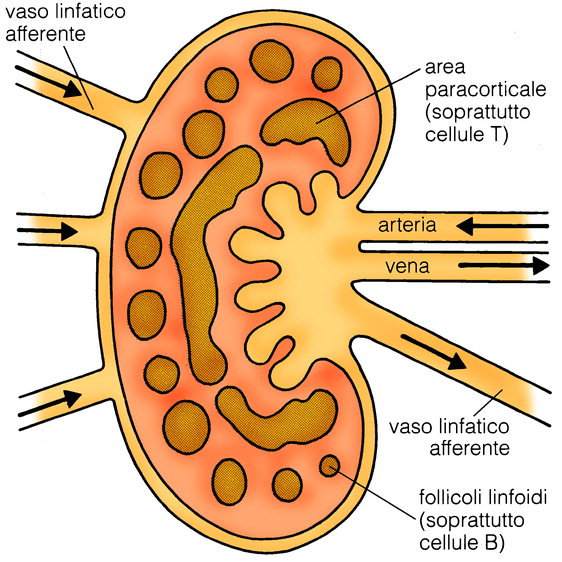 vaso linfatico
afferente
area
paracorticale
(soprattutto
cellule T)
arteria
vena
vaso linfatico
afferente
follicoli linfoidi
(soprattutto
cellule B)